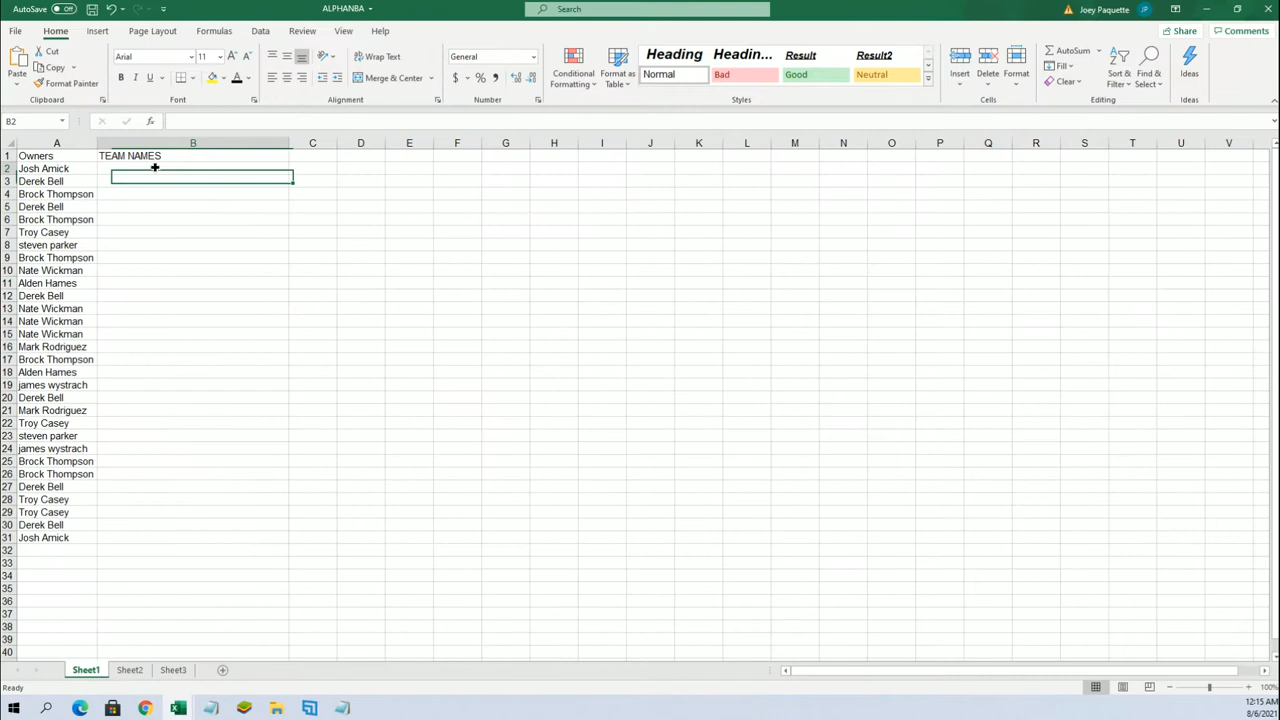 AutoSave Off ALPHANBA Search Joey Paquette JP
File Home Insert Page Layout Formulas Data Review View Help Share Comments
Paste
Cut
Copy
Format Painter
Clipboard
Arial 11
B I U A
Font
Wrap Text
Merge & Center
Alignment
General
$ % 9
Number
Conditional Formatting
Format as Table
Heading Headin... Result Result2
Normal Bad Good Neutral
Styles
Insert Delete Format
Cells
AutoSum
Fill
Clear
Sort & Filter
Find & Select
Editing
Ideas
Ideas
B2 fx
A B C D E F G H I J K L M N O P Q R S T U V
1 Owners TEAM NAMES
2 Josh Amick
3 Derek Bell
4 Brock Thompson
5 Derek Bell
6 Brock Thompson
7 Troy Casey
8 steven parker
9 Brock Thompson
10 Nate Wickman
11 Alden Hames
12 Derek Bell
13 Nate Wickman
14 Nate Wickman
15 Nate Wickman
16 Mark Rodriguez
17 Brock Thompson
18 Alden Hames
19 james wystrach
20 Derek Bell
21 Mark Rodriguez
22 Troy Casey
23 steven parker
24 james wystrach
25 Brock Thompson
26 Brock Thompson
27 Derek Bell
28 Troy Casey
29 Troy Casey
30 Derek Bell
31 Josh Amick
32
33
34
35
36
37
38
39
40
Sheet1 Sheet2 Sheet3
Ready 100%
12:15 AM
8/6/2021